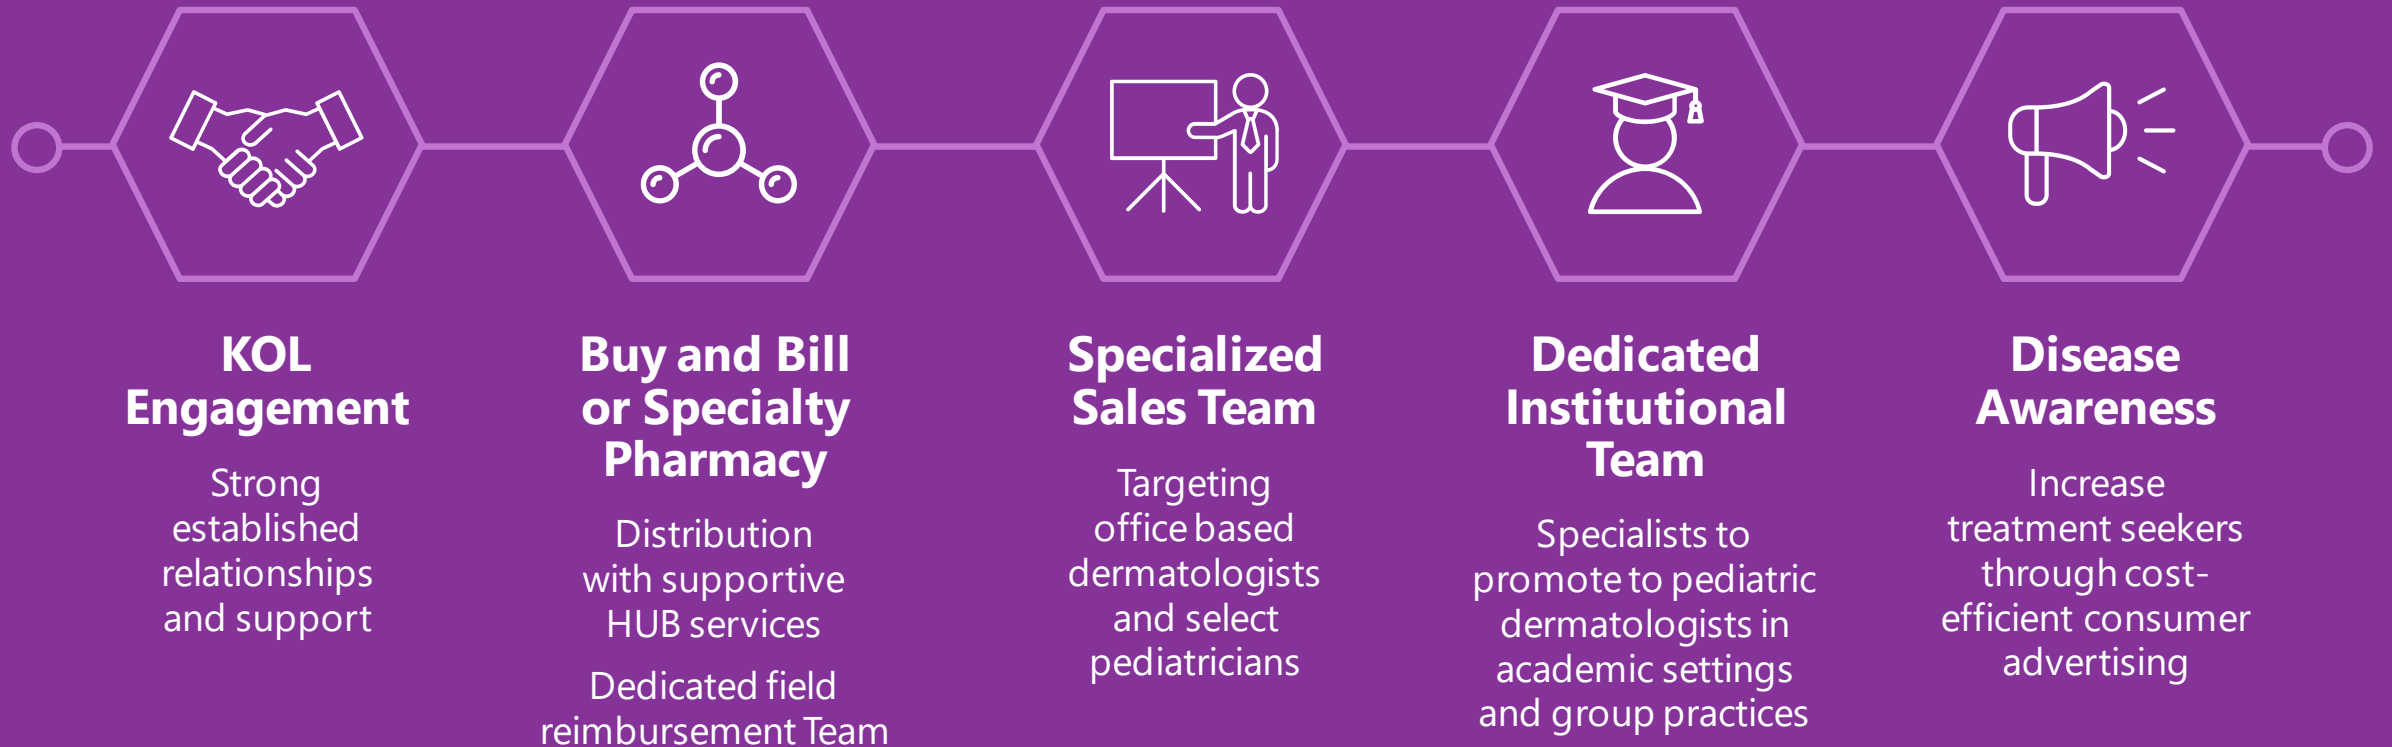 KOL
Engagement
Strong
established
relationships
and support
Buy and Bill
or Specialty
Pharmacy
Distribution
with supportive
HUB services
Dedicated field
reimbursement Team
Specialized
Sales Team
Targeting
office based
dermatologists
and select
pediatricians
Dedicated
Institutional
Team
Specialists to
promote to pediatric
dermatologists in
academic settings
and group practices
Disease
Awareness
Increase
treatment seekers
through cost-
efficient consumer
advertising